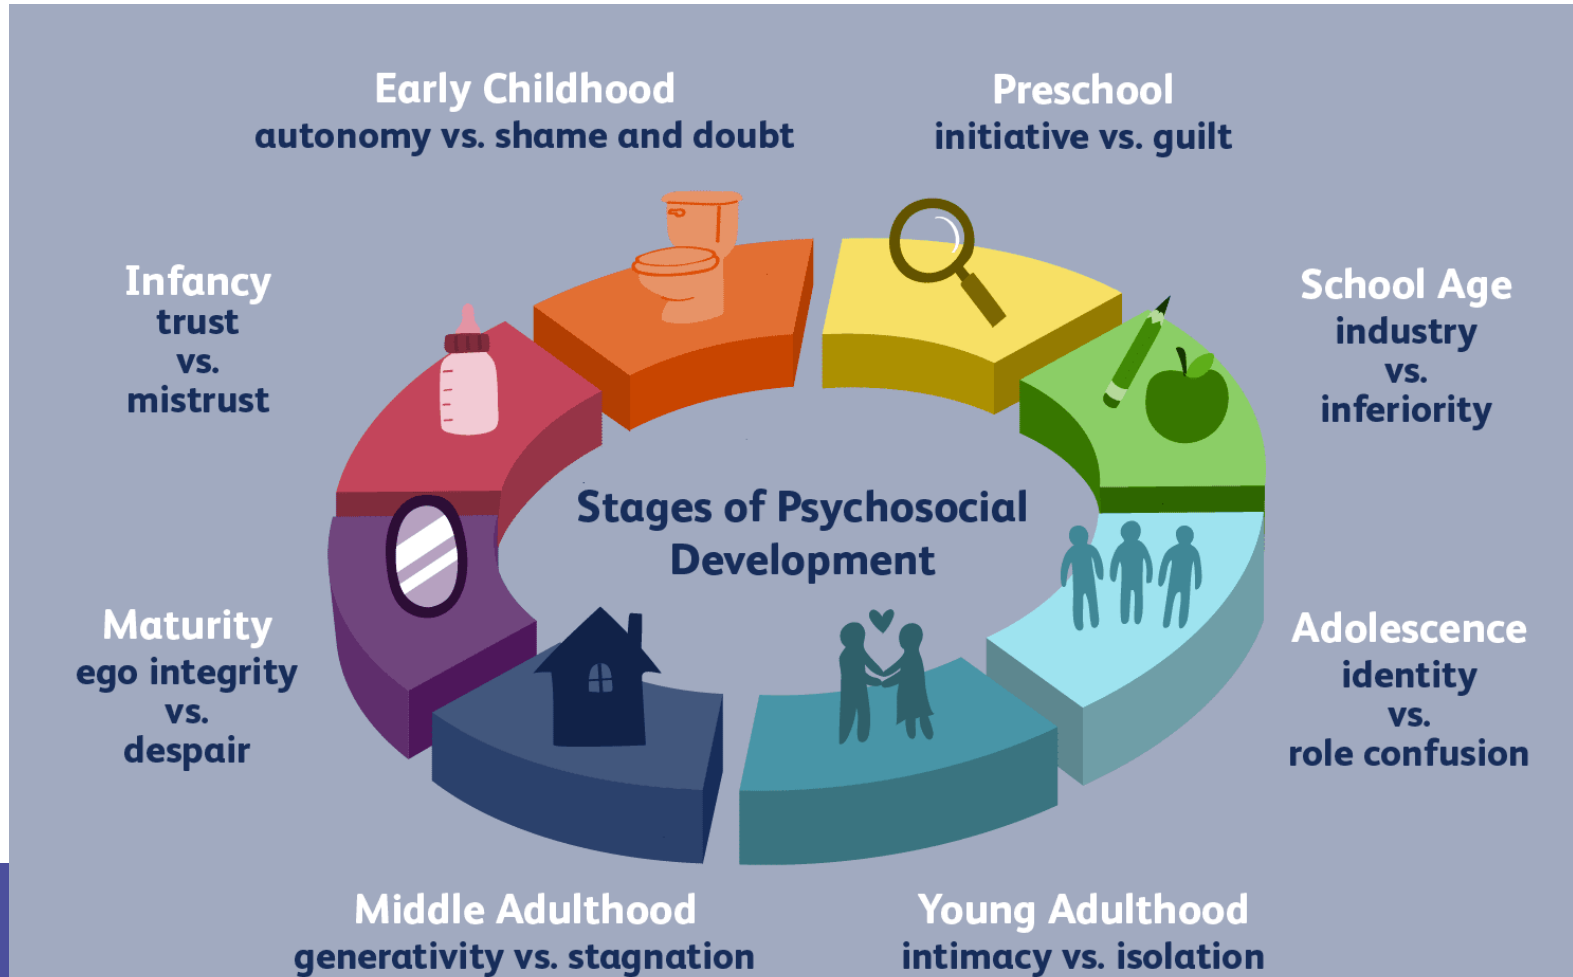 Early Childhood
autonomy vs. shame and doubt
Preschool
initiative vs. guilt
Infancy
trust
vs.
mistrust
School Age
industry
vs.
inferiority
Stages of Psychosocial
Development
Maturity
ego integrity
vs.
despair
Adolescence
identity
vs.
role confusion
Middle Adulthood
generativity vs. stagnation
Young Adulthood
intimacy vs. isolation